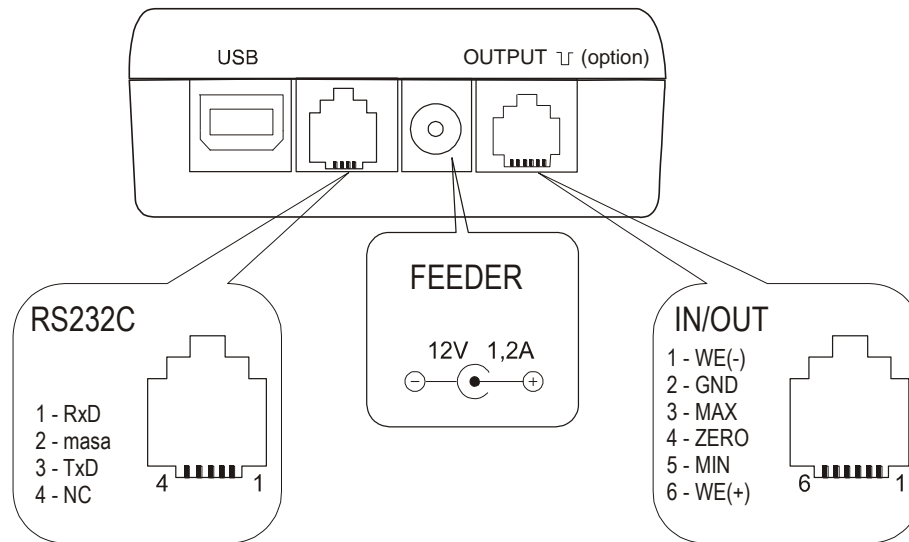 USB
OUTPUT (option)
RS232C
1 - RxD
2 - masa
3 - TxD
4 - NC
4 1
FEEDER
12V 1,2A
− +
IN/OUT
1 - WE(-)
2 - GND
3 - MAX
4 - ZERO
5 - MIN
6 - WE(+)
6 1